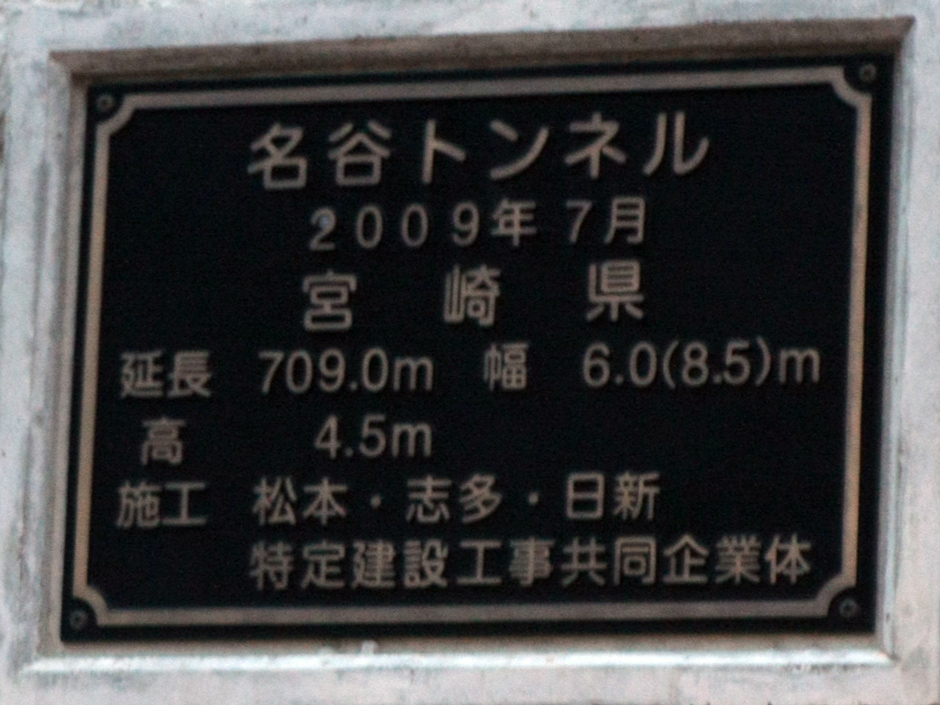 名谷トンネル
2009年7月
宮崎県
延長 709.0m 幅 6.0(8.5)m
高 4.5m
施工 松本・志多・日新
特定建設工事共同企業体